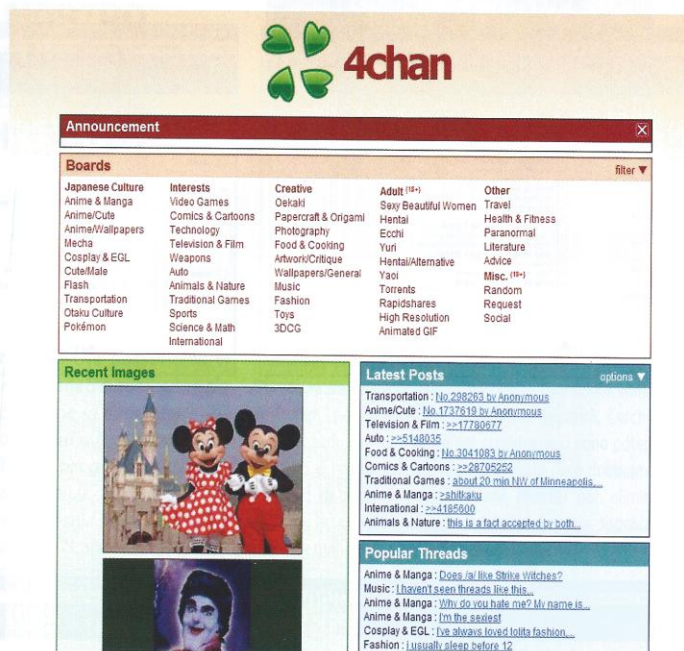 4chan
Announcement
Boards
filter ▼
Japanese Culture
Anime & Manga
Anime/Cute
Anime/Wallpapers
Mecha
Cosplay & EGL
Cute/Male
Flash
Transportation
Otaku Culture
Pokémon
Interests
Video Games
Comics & Cartoons
Technology
Television & Film
Weapons
Auto
Animals & Nature
Traditional Games
Sports
Science & Math
International
Creative
Oekaki
Papercraft & Origami
Photography
Food & Cooking
Artwork/Critique
Wallpapers/General
Music
Fashion
Toys
3DCG
Adult (18+)
Sexy Beautiful Women
Hentai
Ecchi
Yuri
Hentai/Alternative
Yaoi
Torrents
Rapidshares
High Resolution
Animated GIF
Other
Travel
Health & Fitness
Paranormal
Literature
Advice
Misc. (18+)
Random
Request
Social
Recent Images
Latest Posts
options ▼
Transportation : No.298263 by Anonymous
Anime/Cute : No.1737619 by Anonymous
Television & Film : >>17780677
Auto : >>5148035
Food & Cooking : No.3041083 by Anonymous
Comics & Cartoons : >>28705252
Traditional Games : about 20 min NW of Minneapolis,...
Anime & Manga : >shitkaku
International : >>4185600
Animals & Nature : this is a fact accepted by both...
Popular Threads
Anime & Manga : Does /a/ like Strike Witches?
Music : I haven't seen threads like this...
Anime & Manga : Why do you hate me? My name is...
Anime & Manga : I'm the sexiest
Cosplay & EGL : I've always loved lolita fashion,...
Fashion : i usually sleep before 12